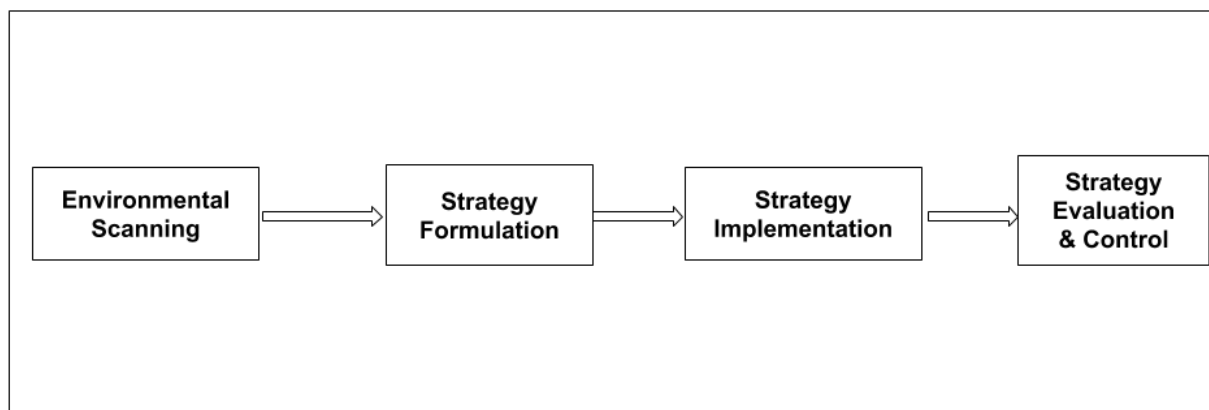 Environmental
Scanning
Strategy
Formulation
Strategy
Implementation
Strategy
Evaluation
& Control